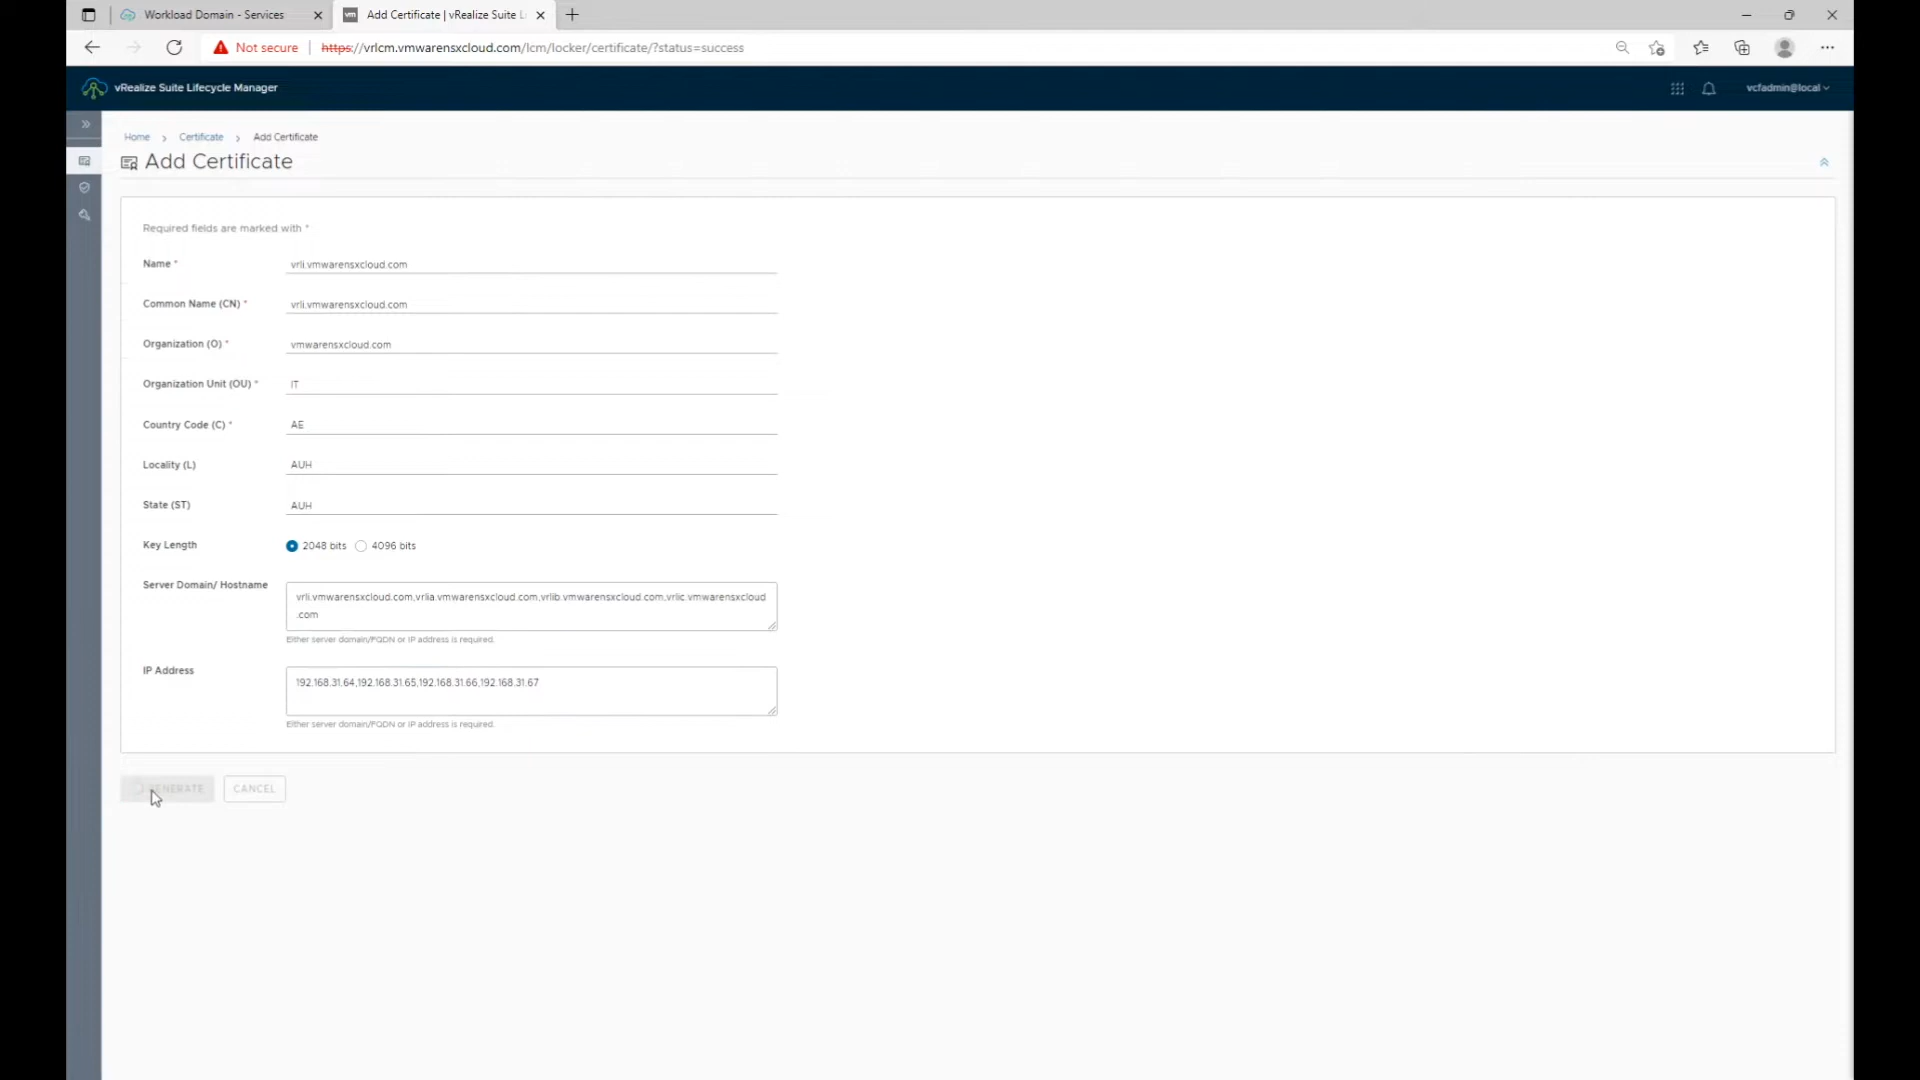 Workload Domain - Services
Add Certificate | vRealize Suite L
Not secure
https://vrlcm.vmwarensxcloud.com/lcm/locker/certificate/?status=success
vRealize Suite Lifecycle Manager
vcfadmin@local
Home > Certificate > Add Certificate
Add Certificate
Required fields are marked with *
Name * vrli.vmwarensxcloud.com
Common Name (CN) * vrli.vmwarensxcloud.com
Organization (O) * vmwarensxcloud.com
Organization Unit (OU) * IT
Country Code (C) * AE
Locality (L) AUH
State (ST) AUH
Key Length 2048 bits 4096 bits
Server Domain/ Hostname
vrli.vmwarensxcloud.com,vrlia.vmwarensxcloud.com,vrlib.vmwarensxcloud.com,vrlic.vmwarensxcloud
.com
Either server domain/FQDN or IP address is required.
IP Address
192.168.31.64,192.168.31.65,192.168.31.66,192.168.31.67
Either server domain/FQDN or IP address is required.
GENERATE CANCEL